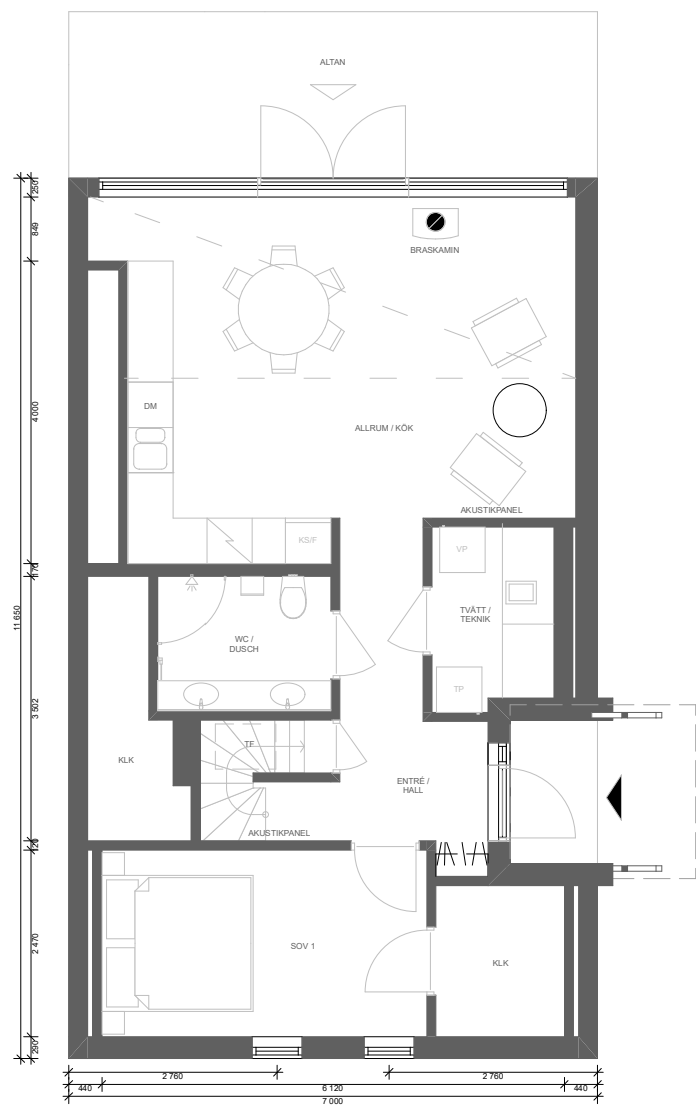 ALTAN
250
BRASKAMIN
849
DM
4 000
ALLRUM / KÖK
AKUSTIKPANEL
KS/F
VP
170
TVÄTT /
TEKNIK
11 650
WC /
DUSCH
TP
3 502
TF
KLK
ENTRÉ /
HALL
AKUSTIKPANEL
120
SOV 1
2 470
KLK
290
2 760
2 760
440
6 120
440
7 000